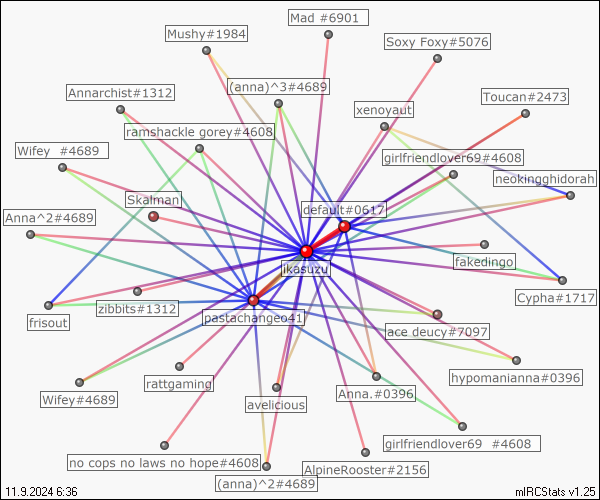 Mad #6901
Mushy#1984
Soxy Foxy#5076
(anna)^3#4689
Annarchist#1312
Toucan#2473
xenoyaut
ramshackle gorey#4608
Wifey  #4689
girlfriendlover69#4608
neokingghidorah
Skalman
default#0617
Anna^2#4689
fakedingo
ikasuzu
Cypha#1717
zibbits#1312
frisout
pastachangeo41
ace deucy#7097
hypomanianna#0396
rattgaming
Anna.#0396
Wifey#4689
avelicious
girlfriendlover69  #4608
no cops no laws no hope#4608
AlpineRooster#2156
(anna)^2#4689
11.9.2024 6:36
mIRCStats v1.25